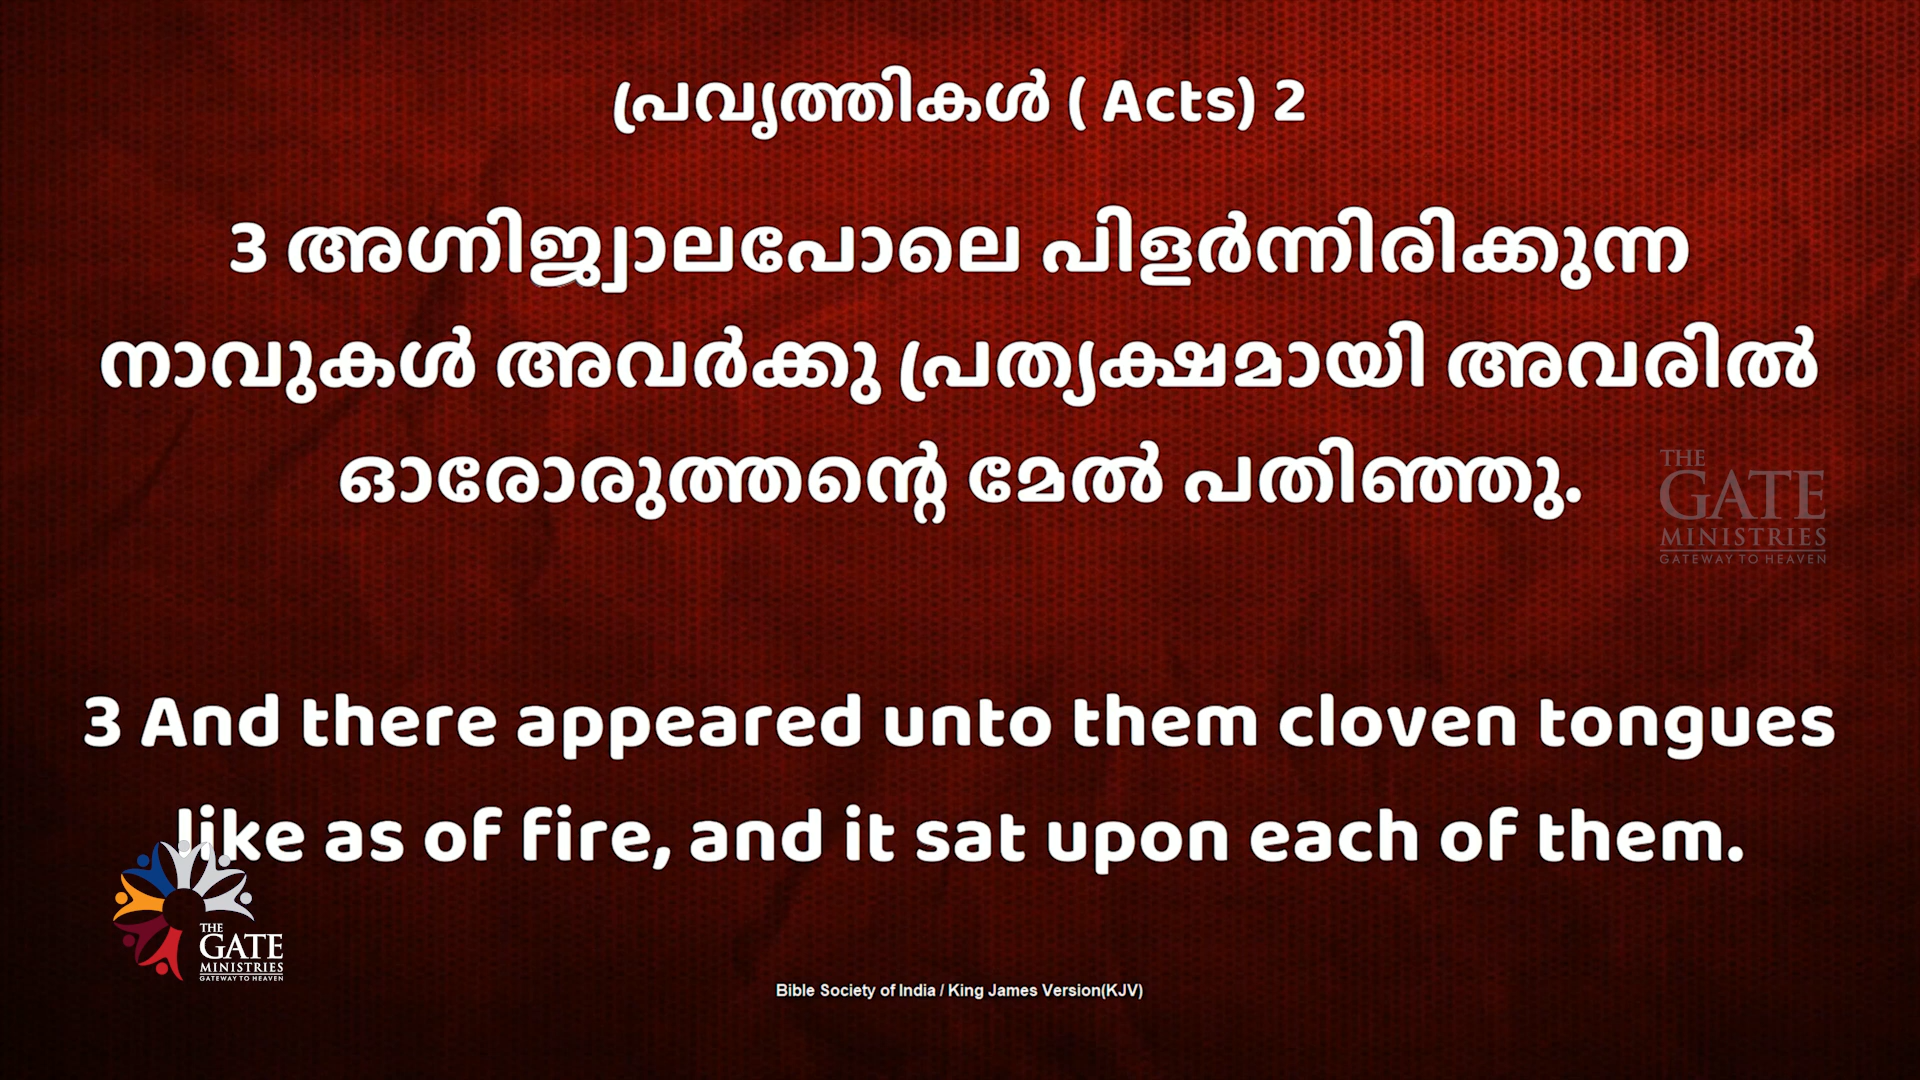 പ്രവൃത്തികൾ ( Acts) 2
3 അഗ്നിജ്വാലപോലെ പിളർന്നിരിക്കുന്ന
നാവുകൾ അവർക്കു പ്രത്യക്ഷമായി അവരിൽ
ഓരോരുത്തന്റെ മേൽ പതിഞ്ഞു.
THE
GATE
MINISTRIES
GATEWAY TO HEAVEN
3 And there appeared unto them cloven tongues
like as of fire, and it sat upon each of them.
THE
GATE
MINISTRIES
GATEWAY TO HEAVEN
Bible Society of India / King James Version(KJV)